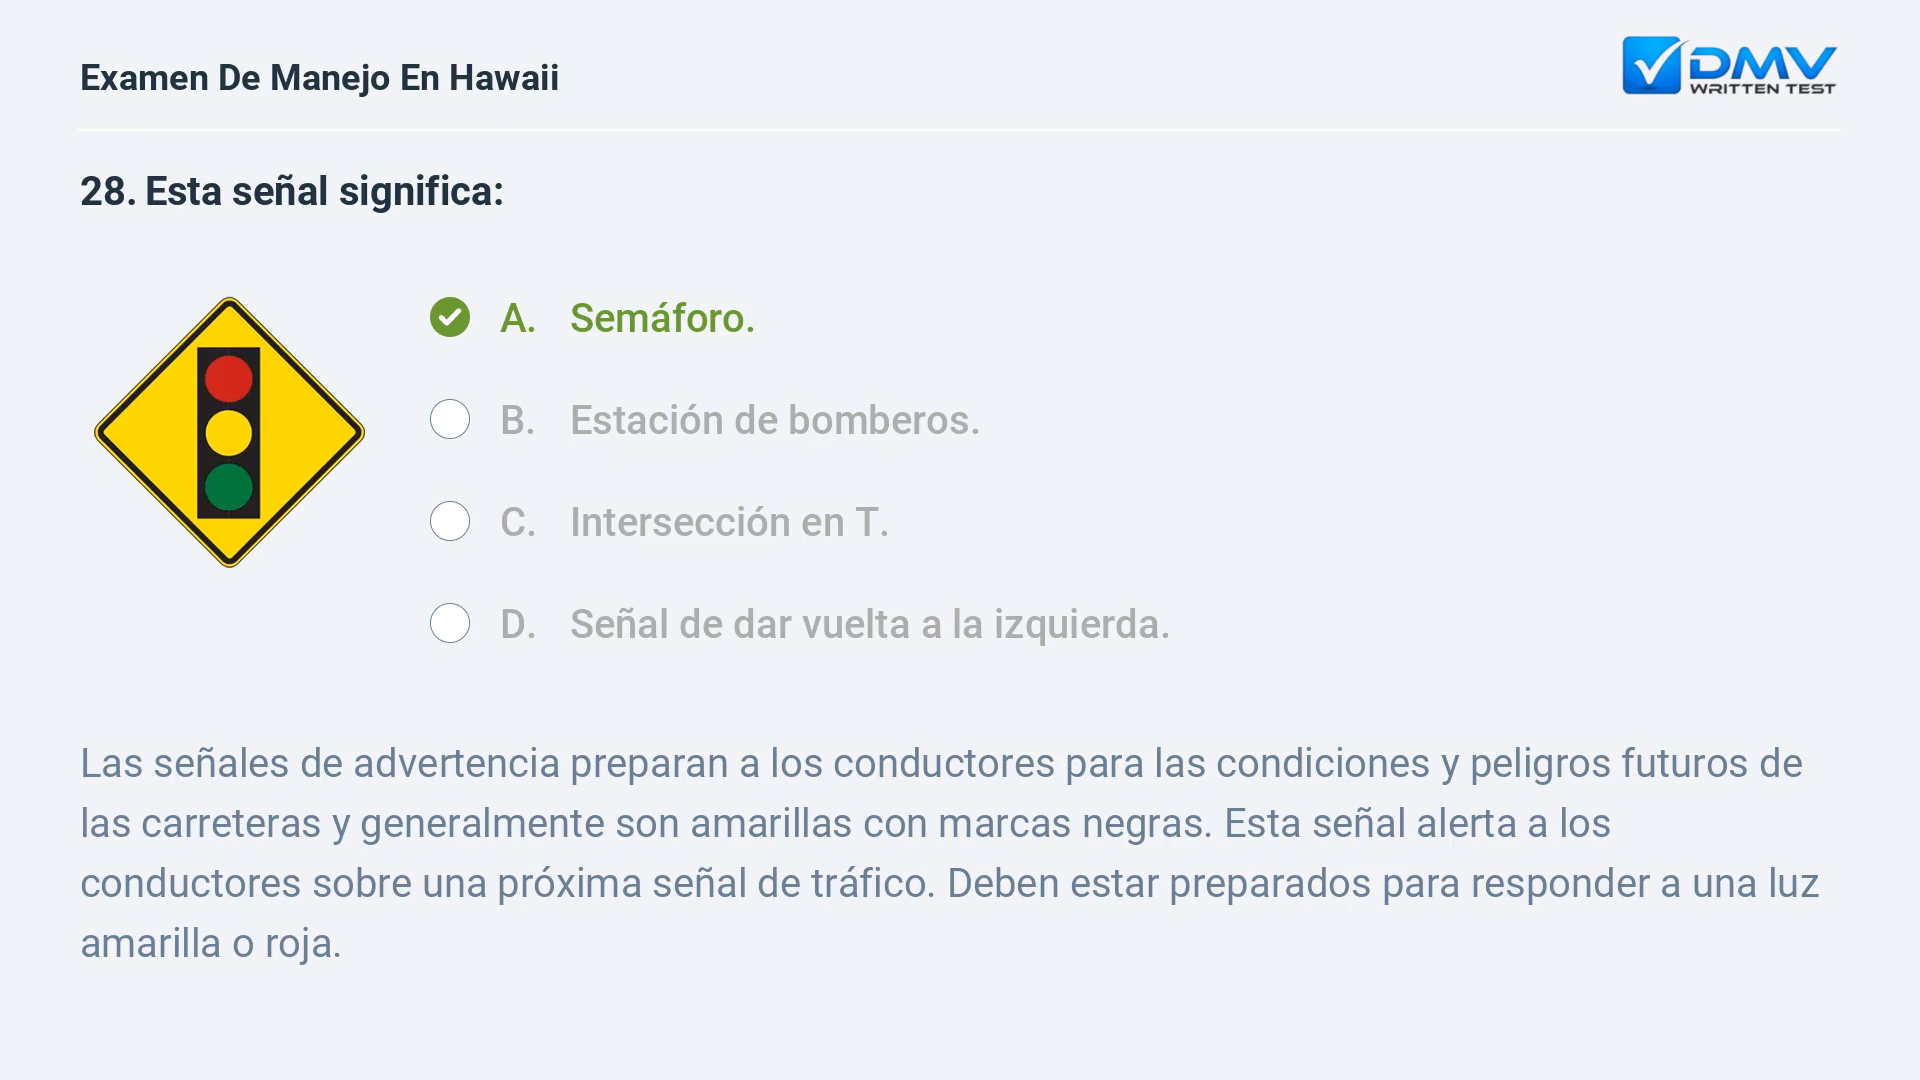 Examen De Manejo En Hawaii
DMV
WRITTEN TEST
28. Esta señal significa:
A. Semáforo.
B. Estación de bomberos.
C. Intersección en T.
D. Señal de dar vuelta a la izquierda.
Las señales de advertencia preparan a los conductores para las condiciones y peligros futuros de
las carreteras y generalmente son amarillas con marcas negras. Esta señal alerta a los
conductores sobre una próxima señal de tráfico. Deben estar preparados para responder a una luz
amarilla o roja.